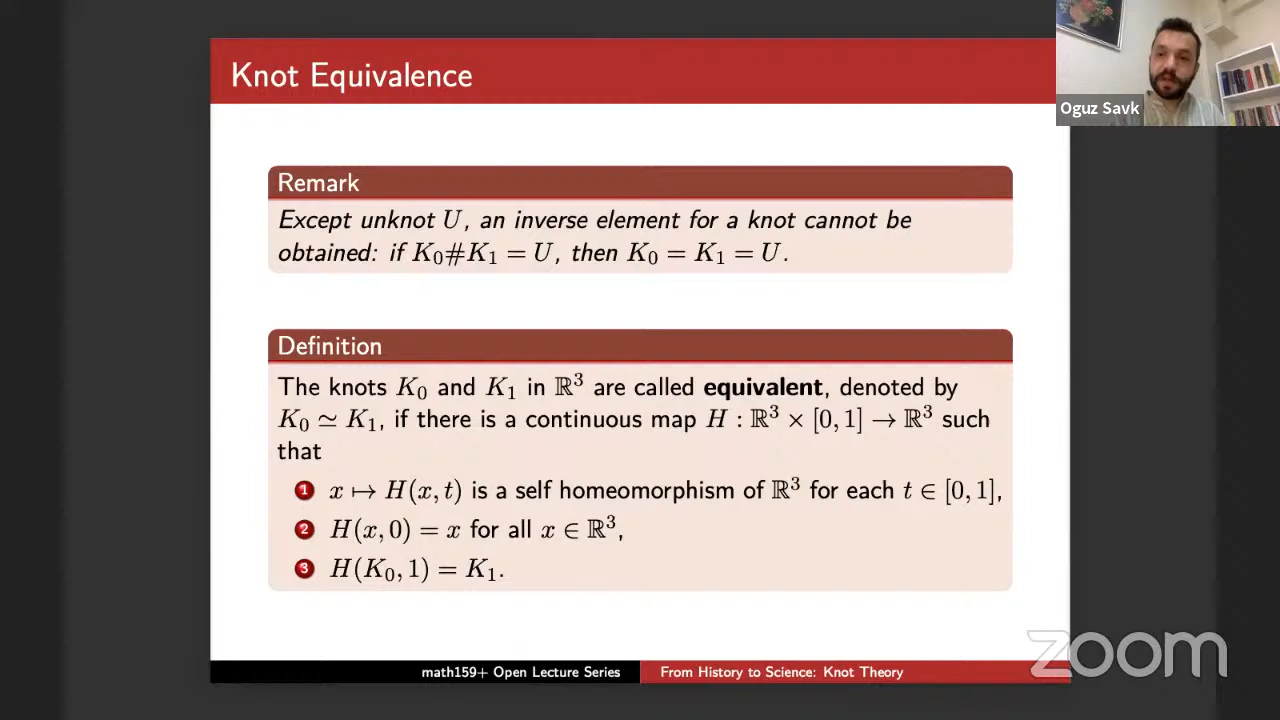 Knot Equivalence
Oguz Savk
Remark
Except unknot U, an inverse element for a knot cannot be
obtained: if K₀#K₁ = U, then K₀ = K₁ = U.
Definition
The knots K₀ and K₁ in ℝ³ are called equivalent, denoted by
K₀ ≃ K₁, if there is a continuous map H : ℝ³ × [0, 1] → ℝ³ such
that
1 x ↦ H(x, t) is a self homeomorphism of ℝ³ for each t ∈ [0, 1],
2 H(x, 0) = x for all x ∈ ℝ³,
3 H(K₀, 1) = K₁.
math159+ Open Lecture Series
From History to Science: Knot Theory
zoom